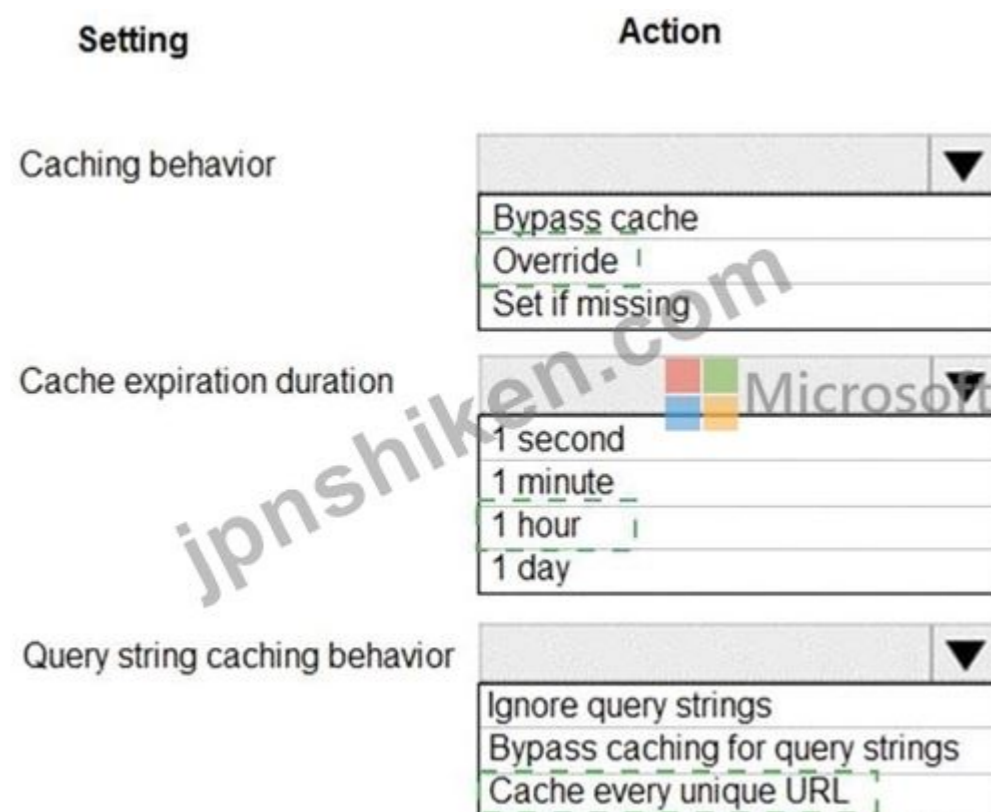 Setting
Action
Caching behavior
Bypass cache
Override
Set if missing
Cache expiration duration
Microsoft
1 second
1 minute
1 hour
1 day
jpnshiken.com
Query string caching behavior
Ignore query strings
Bypass caching for query strings
Cache every unique URL